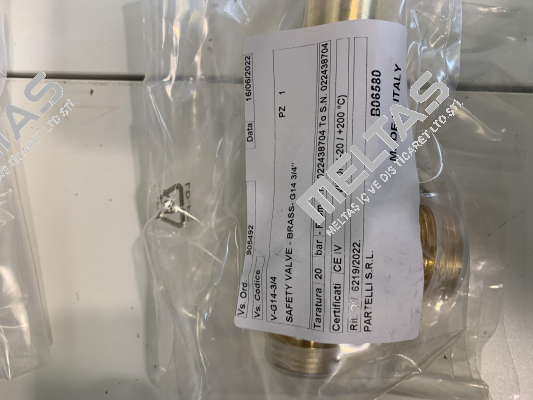 Vs. Ord. 905492 Data 16/06/2022
Vs. Codice
V-G14-3/4 PZ 1
SAFETY VALVE - BRASS- G14 3/4"
Taratura 20 bar - 022438704 To S.N. 022438704
Certificati CE IV -20 / +200 °C)
Rif. 6219/2022.
PARTELLI S.R.L. B06580
ITALY
MELTAS
MELTAŞ İÇ VE DIŞ TİCARET LTD ŞTİ